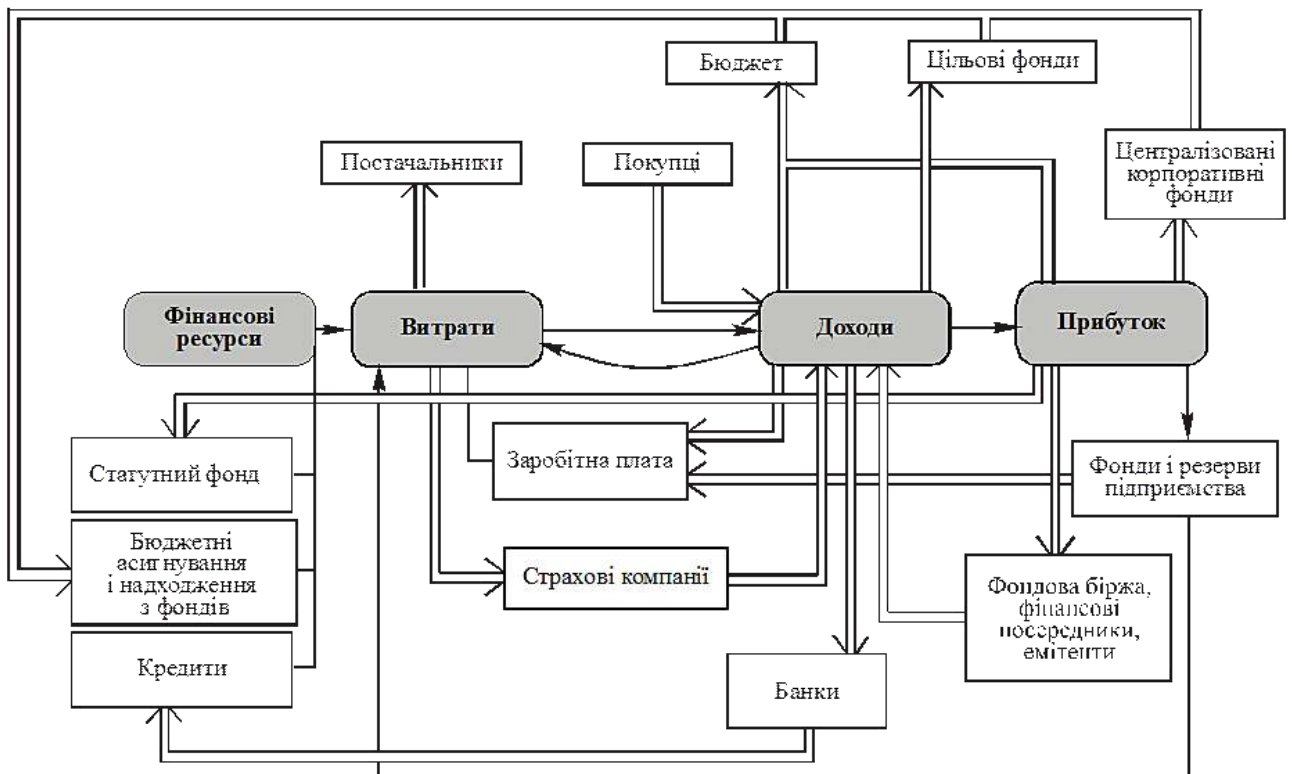 Бюджет
Цільові фонди
Постачальники
Покупці
Централізовані
корпоративні
фонди
Фінансові
ресурси
Витрати
Доходи
Прибуток
Статутний фонд
Заробітна плата
Фонди і резерви
підприємства
Бюджетні
асигнування
і надходження
з фондів
Страхові компанії
Фондова біржа,
фінансові
посередники,
емітенти
Кредити
Банки